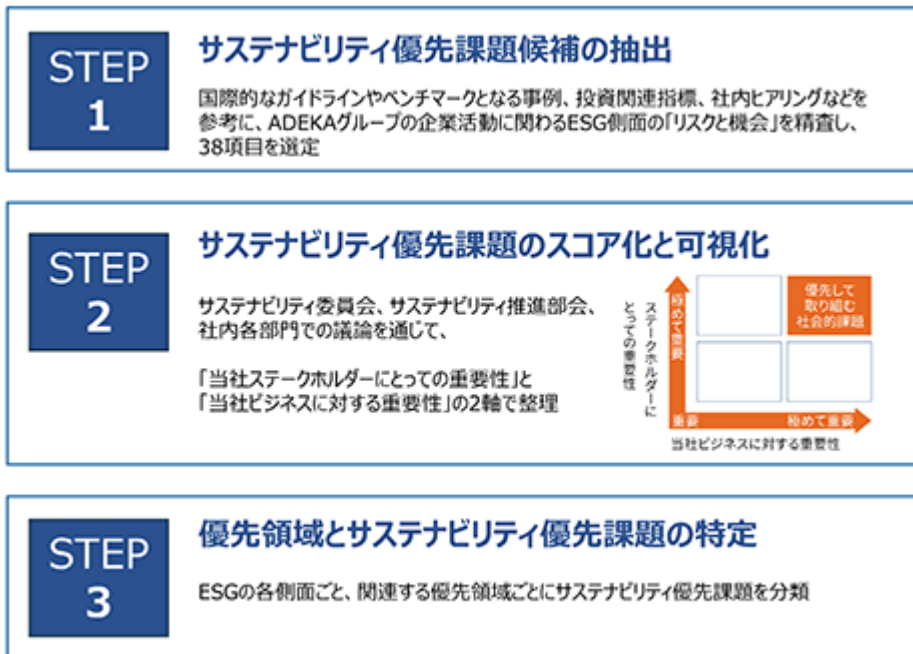 STEP
1
サステナビリティ優先課題候補の抽出
国際的なガイドラインやベンチマークとなる事例、投資関連指標、社内ヒアリングなどを
参考に、ADEKAグループの企業活動に関わるESG側面の「リスクと機会」を精査し、
38項目を選定
STEP
2
サステナビリティ優先課題のスコア化と可視化
サステナビリティ委員会、サステナビリティ推進部会、
社内各部門での議論を通じて、
「当社ステークホルダーにとっての重要性」と
「当社ビジネスに対する重要性」の2軸で整理
ステークホルダーに
とっての重要性
極めて重要
優先して
取り組む
社会的課題
重要
極めて重要
当社ビジネスに対する重要性
STEP
3
優先領域とサステナビリティ優先課題の特定
ESGの各側面ごと、関連する優先領域ごとにサステナビリティ優先課題を分類